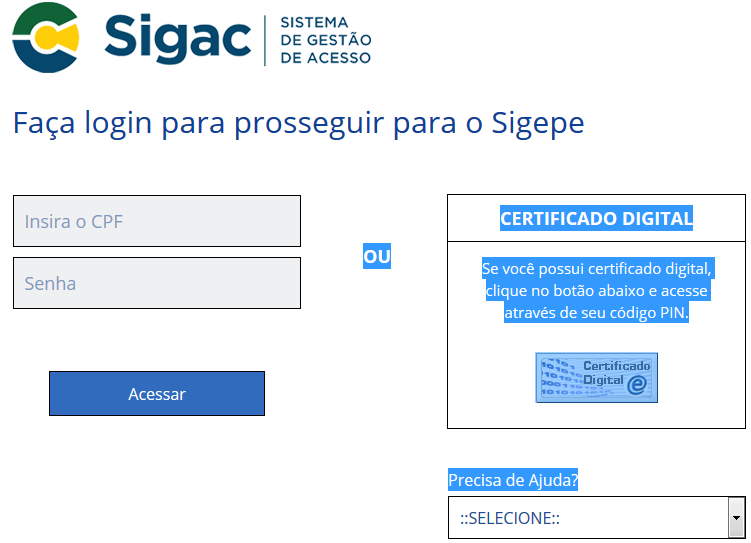 Sigac
SISTEMA
DE GESTÃO
DE ACESSO
Faça login para prosseguir para o Sigepe
Insira o CPF
Senha
Acessar
OU
CERTIFICADO DIGITAL
Se você possui certificado digital,
clique no botão abaixo e acesse
através de seu código PIN.
Certificado
Digital e
Precisa de Ajuda?
::SELECIONE::